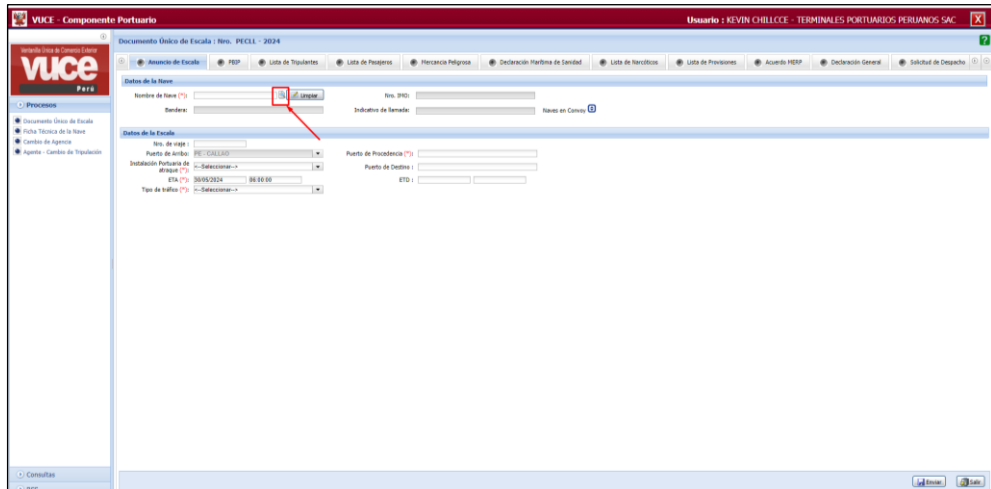 VUCE - Componente Portuario
Usuario : KEVIN CHILLCCE - TERMINALES PORTUARIOS PERUANOS SAC
X
Ventanilla Única de Comercio Exterior
vuce
Perú
Procesos
Documento Único de Escala
Ficha Técnica de la Nave
Cambio de Agencia
Agente - Cambio de Tripulación
Consultas
Documento Único de Escala : Nro. PECLL - 2024
?
Anuncio de Escala
PBIP
Lista de Tripulantes
Lista de Pasajeros
Mercancía Peligrosa
Declaración Marítima de Sanidad
Lista de Narcóticos
Lista de Provisiones
Acuerdo MERP
Declaración General
Solicitud de Despacho
Datos de la Nave
Nombre de Nave (*):
Limpiar
Nro. IMO:
Bandera:
Indicativo de llamada:
Naves en Convoy
Datos de la Escala
Nro. de viaje :
Puerto de Arribo: PE - CALLAO
Puerto de Procedencia (*):
Instalación Portuaria de atraque (*): <--Seleccionar-->
Puerto de Destino :
ETA (*): 30/05/2024 00:00:00
ETD :
Tipo de tráfico (*): <--Seleccionar-->
Enviar
Salir